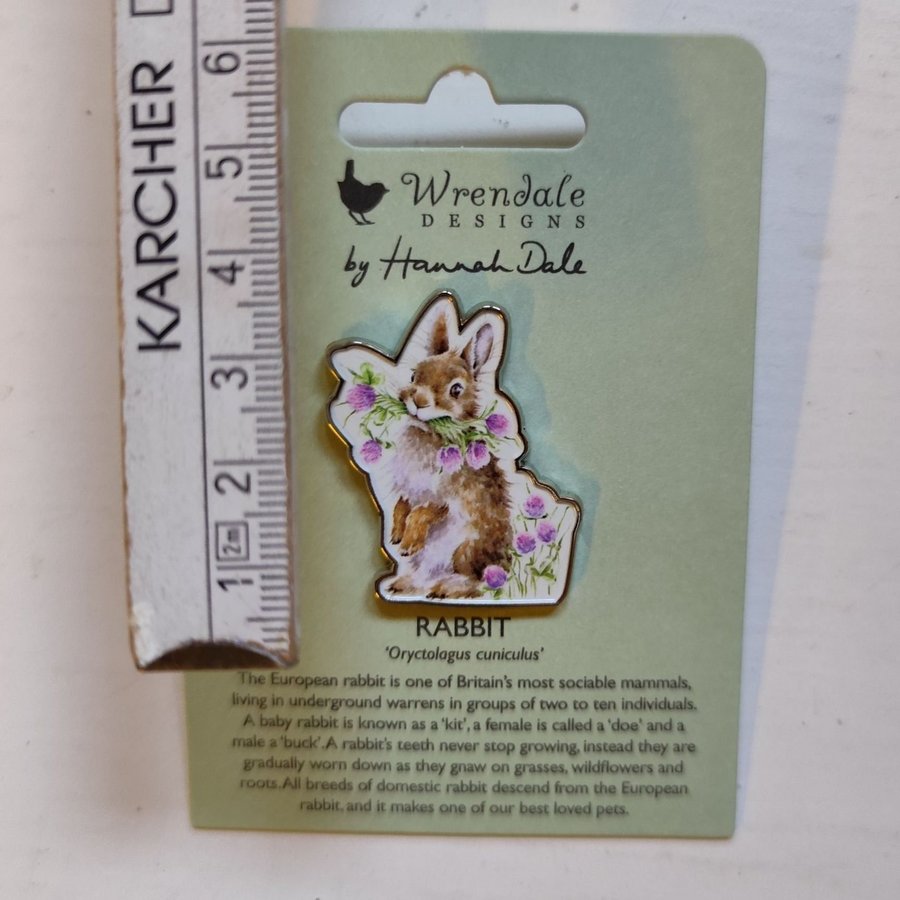 KARCHER D
6
5
4
3
2
2m
1
Wrendale
DESIGNS
by Hannah Dale
RABBIT
'Oryctolagus cuniculus'
The European rabbit is one of Britain's most sociable mammals,
living in underground warrens in groups of two to ten individuals.
A baby rabbit is known as a 'kit', a female is called a 'doe' and a
male a 'buck'. A rabbit's teeth never stop growing, instead they are
gradually worn down as they gnaw on grasses, wildflowers and
roots. All breeds of domestic rabbit descend from the European
rabbit, and it makes one of our best loved pets.